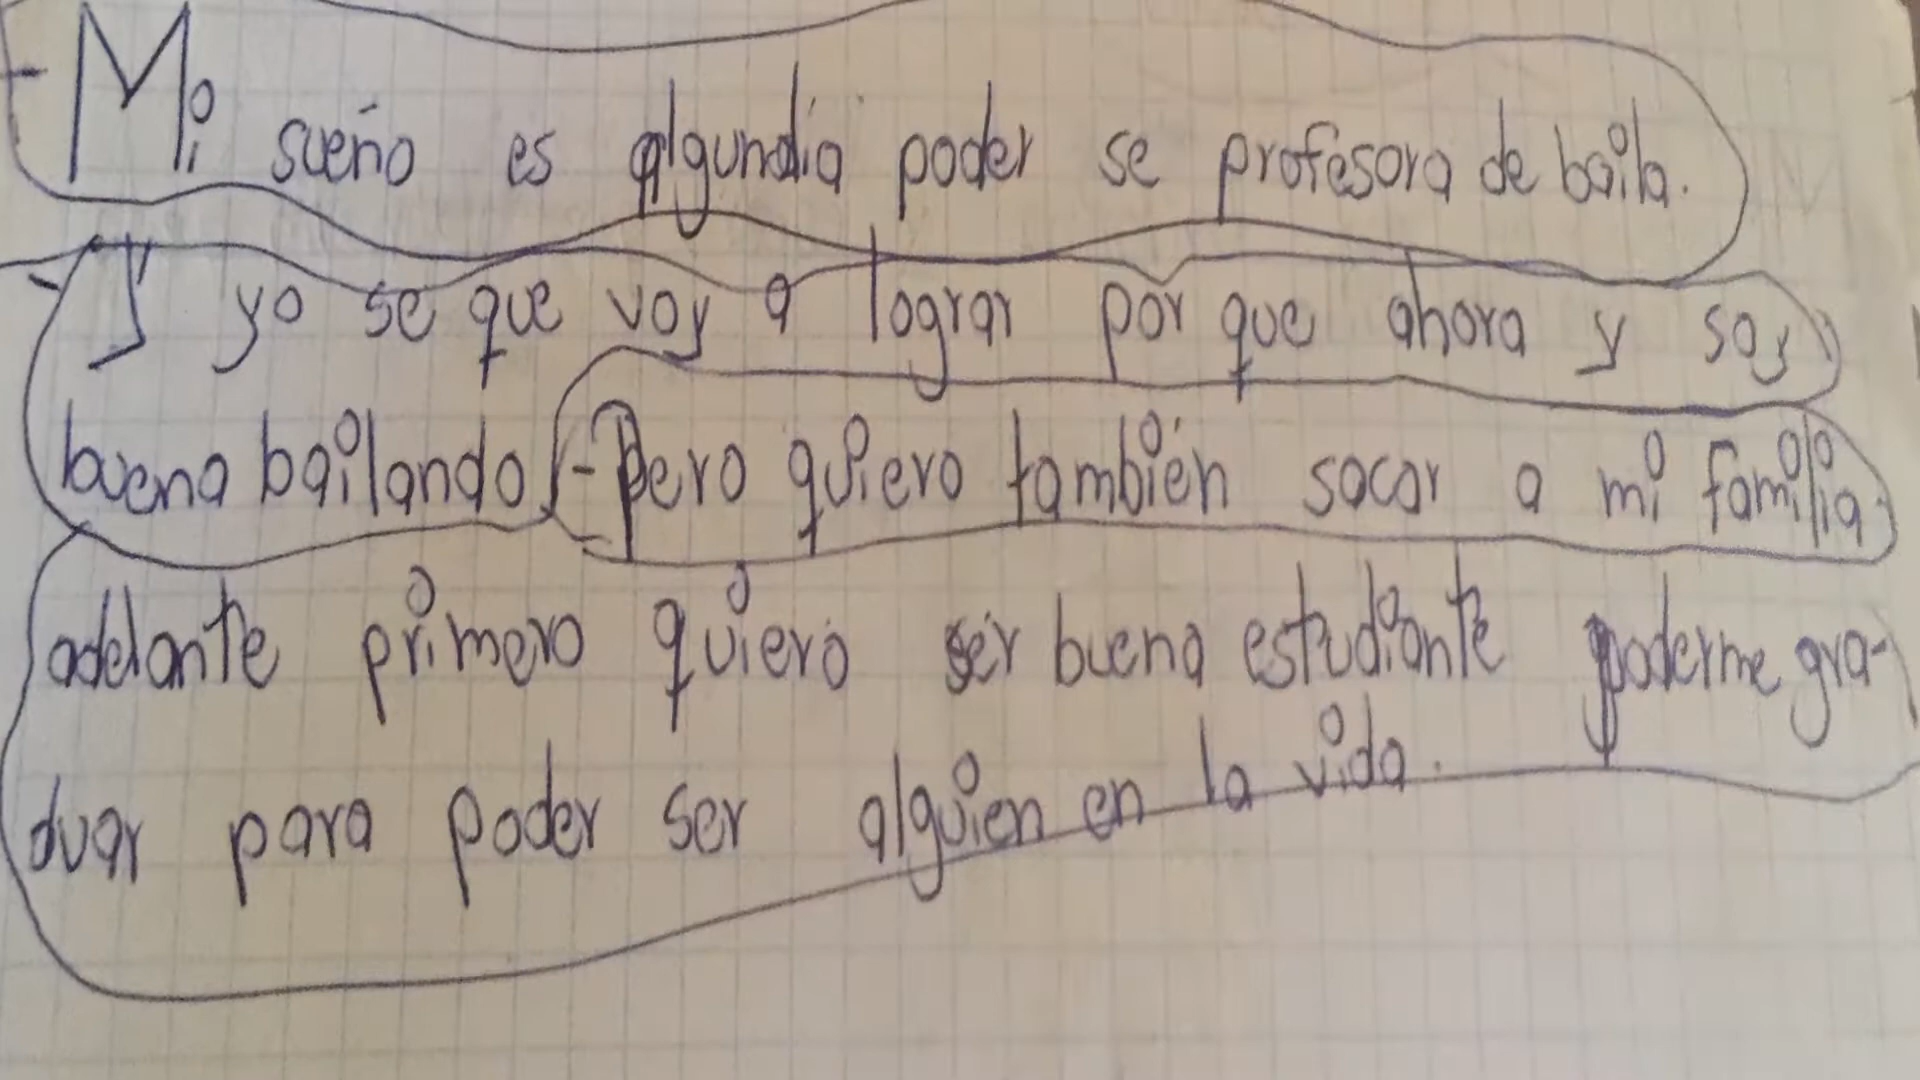 - Mi sueño es algundia poder se profesora de baila.
- Y yo se que voy a lograr por que ahora y soy
buena bailando - Pero quiero también sacar a mi familia.
adelante primero quiero ser buena estudiante poderme gra-
duar para poder ser alguien en la vida.